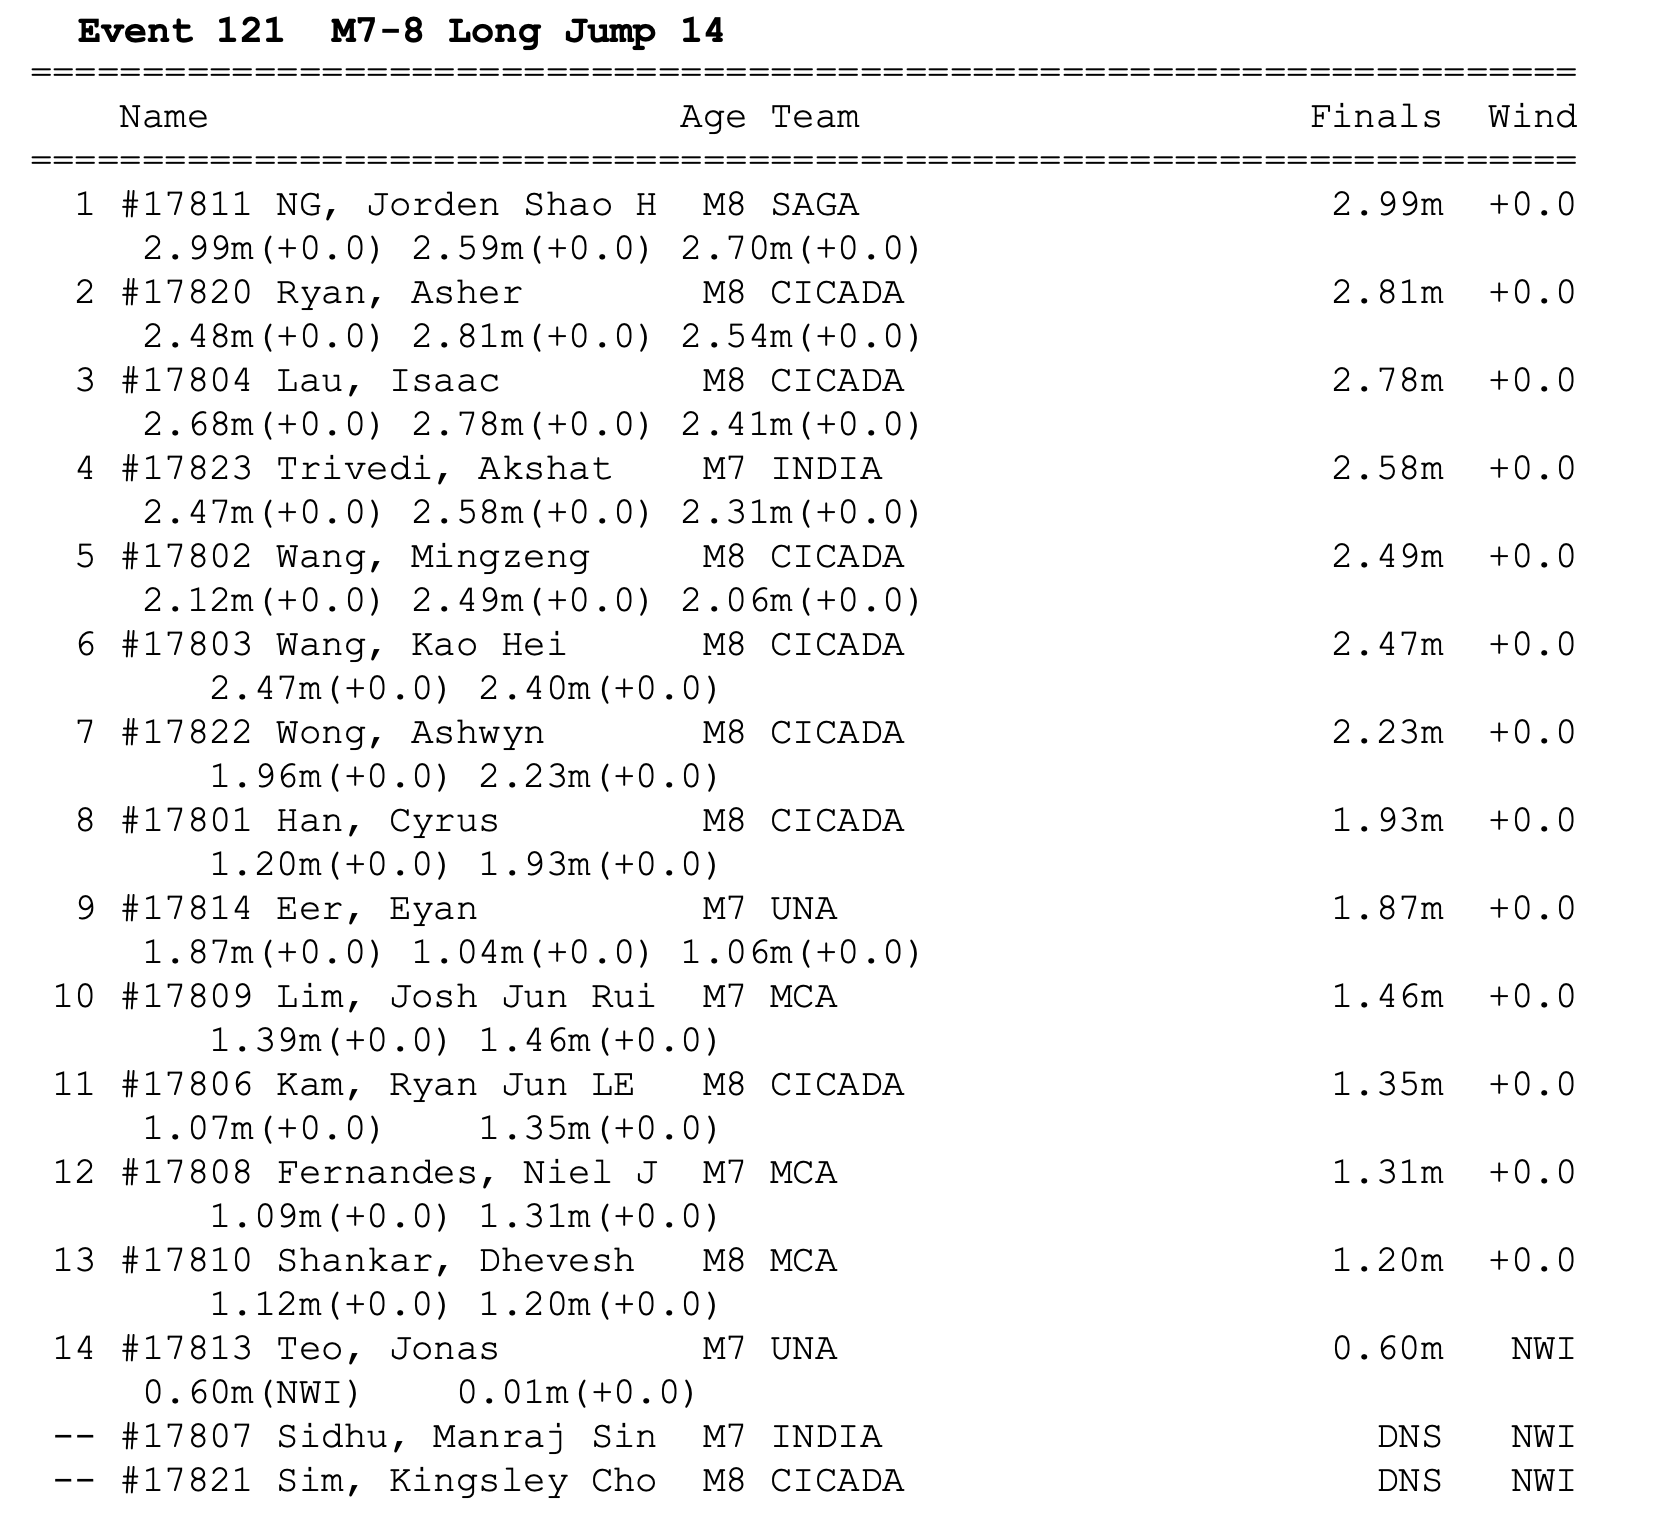 Event 121  M7-8 Long Jump 14
=====================================================================
    Name                     Age Team                    Finals  Wind
=====================================================================
  1 #17811 NG, Jorden Shao H  M8 SAGA                     2.99m  +0.0
     2.99m(+0.0) 2.59m(+0.0) 2.70m(+0.0)
  2 #17820 Ryan, Asher        M8 CICADA                   2.81m  +0.0
     2.48m(+0.0) 2.81m(+0.0) 2.54m(+0.0)
  3 #17804 Lau, Isaac         M8 CICADA                   2.78m  +0.0
     2.68m(+0.0) 2.78m(+0.0) 2.41m(+0.0)
  4 #17823 Trivedi, Akshat    M7 INDIA                    2.58m  +0.0
     2.47m(+0.0) 2.58m(+0.0) 2.31m(+0.0)
  5 #17802 Wang, Mingzeng     M8 CICADA                   2.49m  +0.0
     2.12m(+0.0) 2.49m(+0.0) 2.06m(+0.0)
  6 #17803 Wang, Kao Hei      M8 CICADA                   2.47m  +0.0
        2.47m(+0.0) 2.40m(+0.0)
  7 #17822 Wong, Ashwyn       M8 CICADA                   2.23m  +0.0
        1.96m(+0.0) 2.23m(+0.0)
  8 #17801 Han, Cyrus         M8 CICADA                   1.93m  +0.0
        1.20m(+0.0) 1.93m(+0.0)
  9 #17814 Eer, Eyan          M7 UNA                      1.87m  +0.0
     1.87m(+0.0) 1.04m(+0.0) 1.06m(+0.0)
 10 #17809 Lim, Josh Jun Rui  M7 MCA                      1.46m  +0.0
        1.39m(+0.0) 1.46m(+0.0)
 11 #17806 Kam, Ryan Jun LE   M8 CICADA                   1.35m  +0.0
     1.07m(+0.0)    1.35m(+0.0)
 12 #17808 Fernandes, Niel J  M7 MCA                      1.31m  +0.0
        1.09m(+0.0) 1.31m(+0.0)
 13 #17810 Shankar, Dhevesh   M8 MCA                      1.20m  +0.0
        1.12m(+0.0) 1.20m(+0.0)
 14 #17813 Teo, Jonas         M7 UNA                      0.60m   NWI
     0.60m(NWI)    0.01m(+0.0)
 -- #17807 Sidhu, Manraj Sin  M7 INDIA                      DNS   NWI
 -- #17821 Sim, Kingsley Cho  M8 CICADA                     DNS   NWI